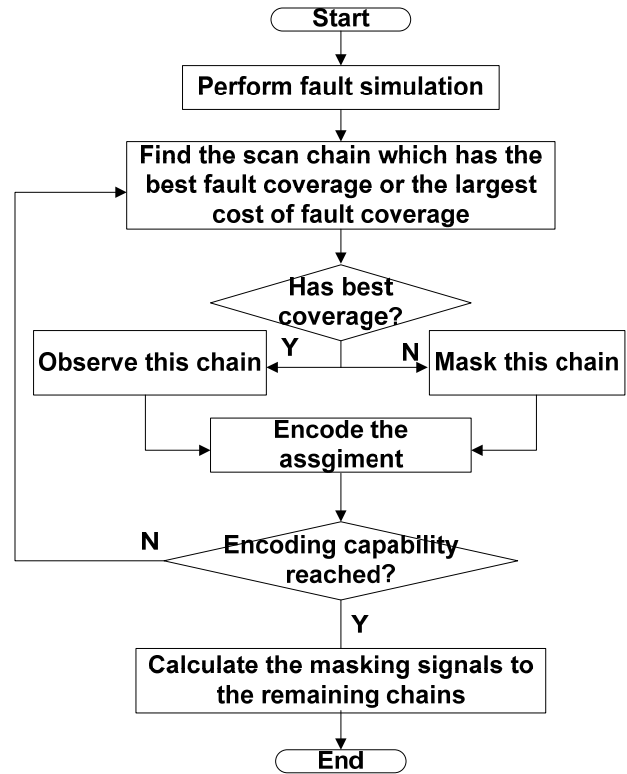 Start
Perform fault simulation
Find the scan chain which has the
best fault coverage or the largest
cost of fault coverage
Has best
coverage?
Y
N
Observe this chain
Mask this chain
Encode the
assgiment
Encoding capability
reached?
N
Y
Calculate the masking signals to
the remaining chains
End